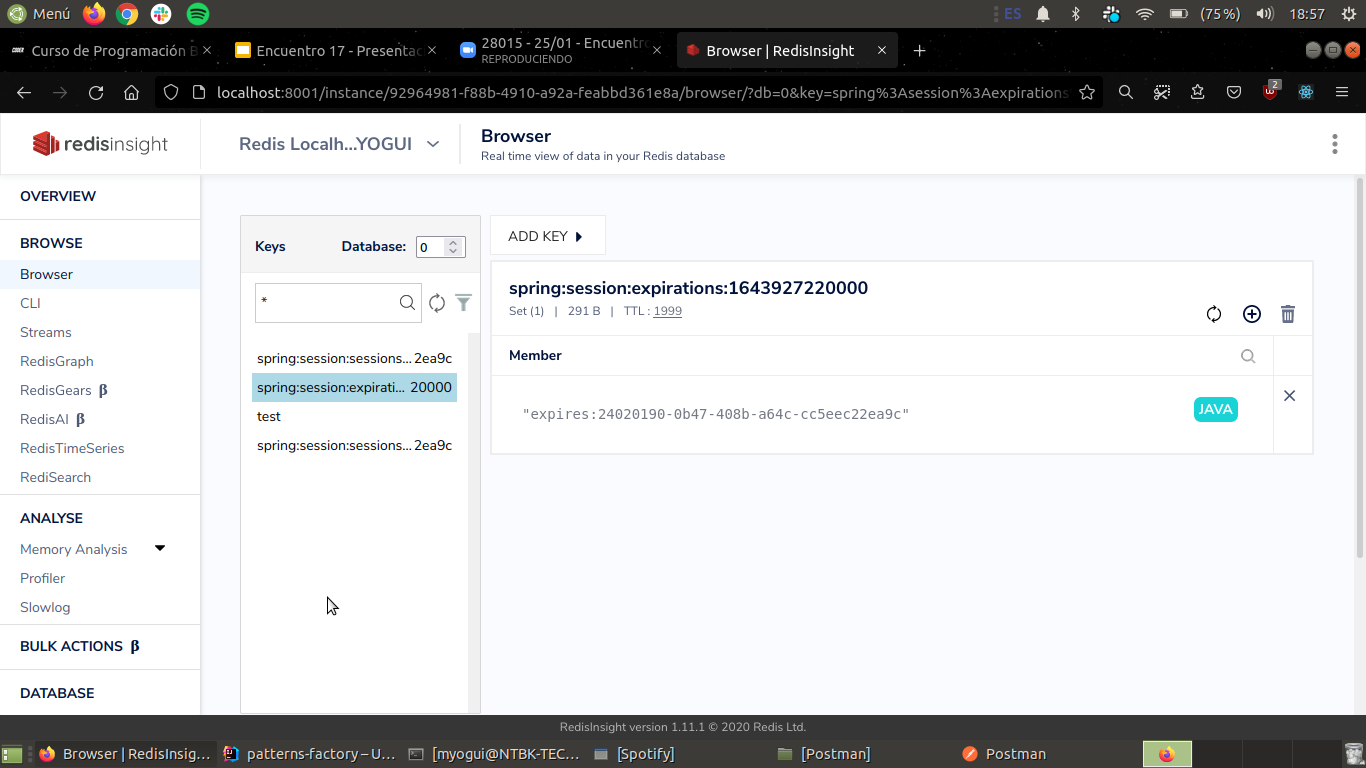 Menú
ES
(75%)
18:57
Curso de Programación B
Encuentro 17 - Presentac
28015 - 25/01 - Encuentro
REPRODUCIENDO
Browser | RedisInsight
localhost:8001/instance/92964981-f88b-4910-a92a-feabbd361e8a/browser/?db=0&key=spring%3Asession%3Aexpirations
2
redisinsight
Redis Localh...YOGUI
Browser
Real time view of data in your Redis database
OVERVIEW
BROWSE
Browser
CLI
Streams
RedisGraph
RedisGears β
RedisAI β
RedisTimeSeries
RediSearch
ANALYSE
Memory Analysis
Profiler
Slowlog
BULK ACTIONS β
DATABASE
Keys
Database: 0
*
spring:session:sessions... 2ea9c
spring:session:expirati... 20000
test
spring:session:sessions... 2ea9c
ADD KEY
spring:session:expirations:1643927220000
Set (1) | 291 B | TTL : 1999
Member
"expires:24020190-0b47-408b-a64c-cc5eec22ea9c"
JAVA
RedisInsight version 1.11.1 © 2020 Redis Ltd.
Browser | RedisInsig...
patterns-factory – U...
[myogui@NTBK-TEC...
[Spotify]
[Postman]
Postman